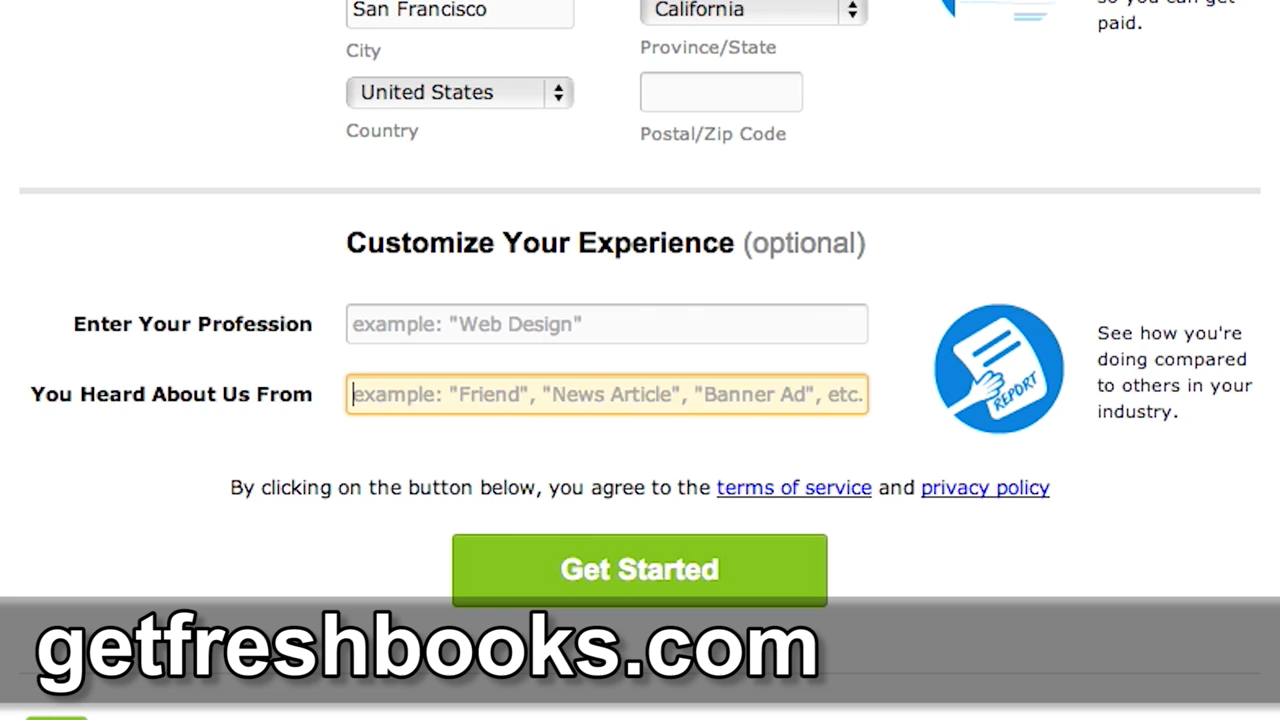 San Francisco
California
so you can get
paid.
City
Province/State
United States
Country
Postal/Zip Code
Customize Your Experience (optional)
Enter Your Profession
example: "Web Design"
You Heard About Us From
example: "Friend", "News Article", "Banner Ad", etc.
REPORT
See how you're
doing compared
to others in your
industry.
By clicking on the button below, you agree to the terms of service and privacy policy
Get Started
getfreshbooks.com